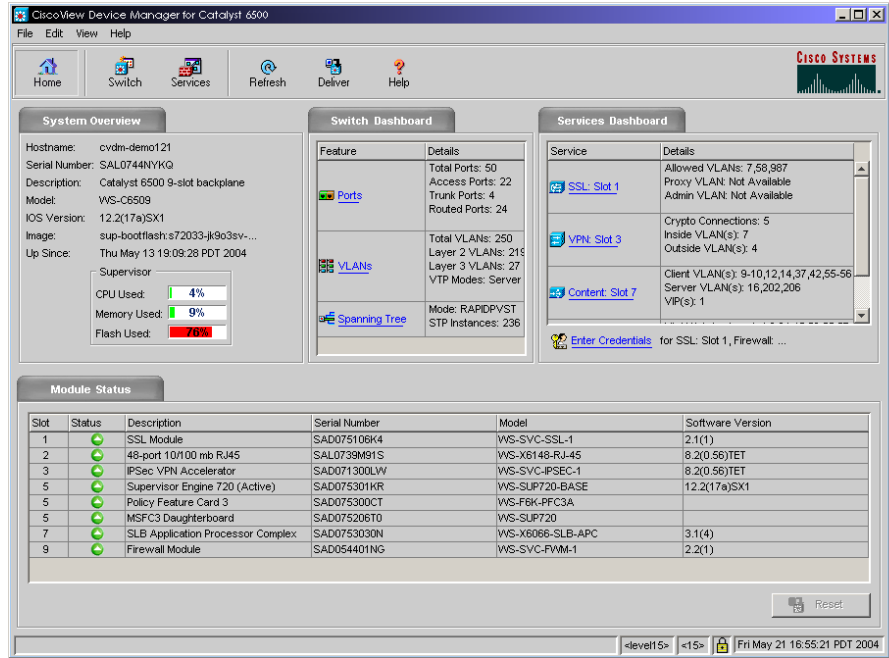 CiscoView Device Manager for Catalyst 6500
File Edit View Help
Home Switch Services Refresh Deliver Help
CISCO SYSTEMS
System Overview
Hostname: cvdm-demo121
Serial Number: SAL0744NYKQ
Description: Catalyst 6500 9-slot backplane
Model: WS-C6509
IOS Version: 12.2(17a)SX1
Image: sup-bootflash:s72033-jk9o3sv-...
Up Since: Thu May 13 19:09:28 PDT 2004
Supervisor
CPU Used: 4%
Memory Used: 9%
Flash Used: 76%
Switch Dashboard
Feature Details
Ports
Total Ports: 50
Access Ports: 22
Trunk Ports: 4
Routed Ports: 24
VLANs
Total VLANs: 250
Layer 2 VLANs: 219
Layer 3 VLANs: 27
VTP Modes: Server
Spanning Tree
Mode: RAPIDPVST
STP Instances: 236
Services Dashboard
Service Details
SSL: Slot 1
Allowed VLANs: 7,58,987
Proxy VLAN: Not Available
Admin VLAN: Not Available
VPN: Slot 3
Crypto Connections: 5
Inside VLAN(s): 7
Outside VLAN(s): 4
Content: Slot 7
Client VLAN(s): 9-10,12,14,37,42,55-56
Server VLAN(s): 16,202,206
VIP(s): 1
Enter Credentials for SSL: Slot 1, Firewall: ...
Module Status
Slot Status Description Serial Number Model Software Version
1 SSL Module SAD075106K4 WS-SVC-SSL-1 2.1(1)
2 48-port 10/100 mb RJ45 SAL0739M91S WS-X6148-RJ-45 8.2(0.56)TET
3 IPSec VPN Accelerator SAD071300LW WS-SVC-IPSEC-1 8.2(0.56)TET
5 Supervisor Engine 720 (Active) SAD075301KR WS-SUP720-BASE 12.2(17a)SX1
5 Policy Feature Card 3 SAD075300CT WS-F6K-PFC3A
5 MSFC3 Daughterboard SAD075206T0 WS-SUP720
7 SLB Application Processor Complex SAD0753030N WS-X6066-SLB-APC 3.1(4)
9 Firewall Module SAD054401NG WS-SVC-FWM-1 2.2(1)
Reset
<level15> <15> Fri May 21 16:55:21 PDT 2004